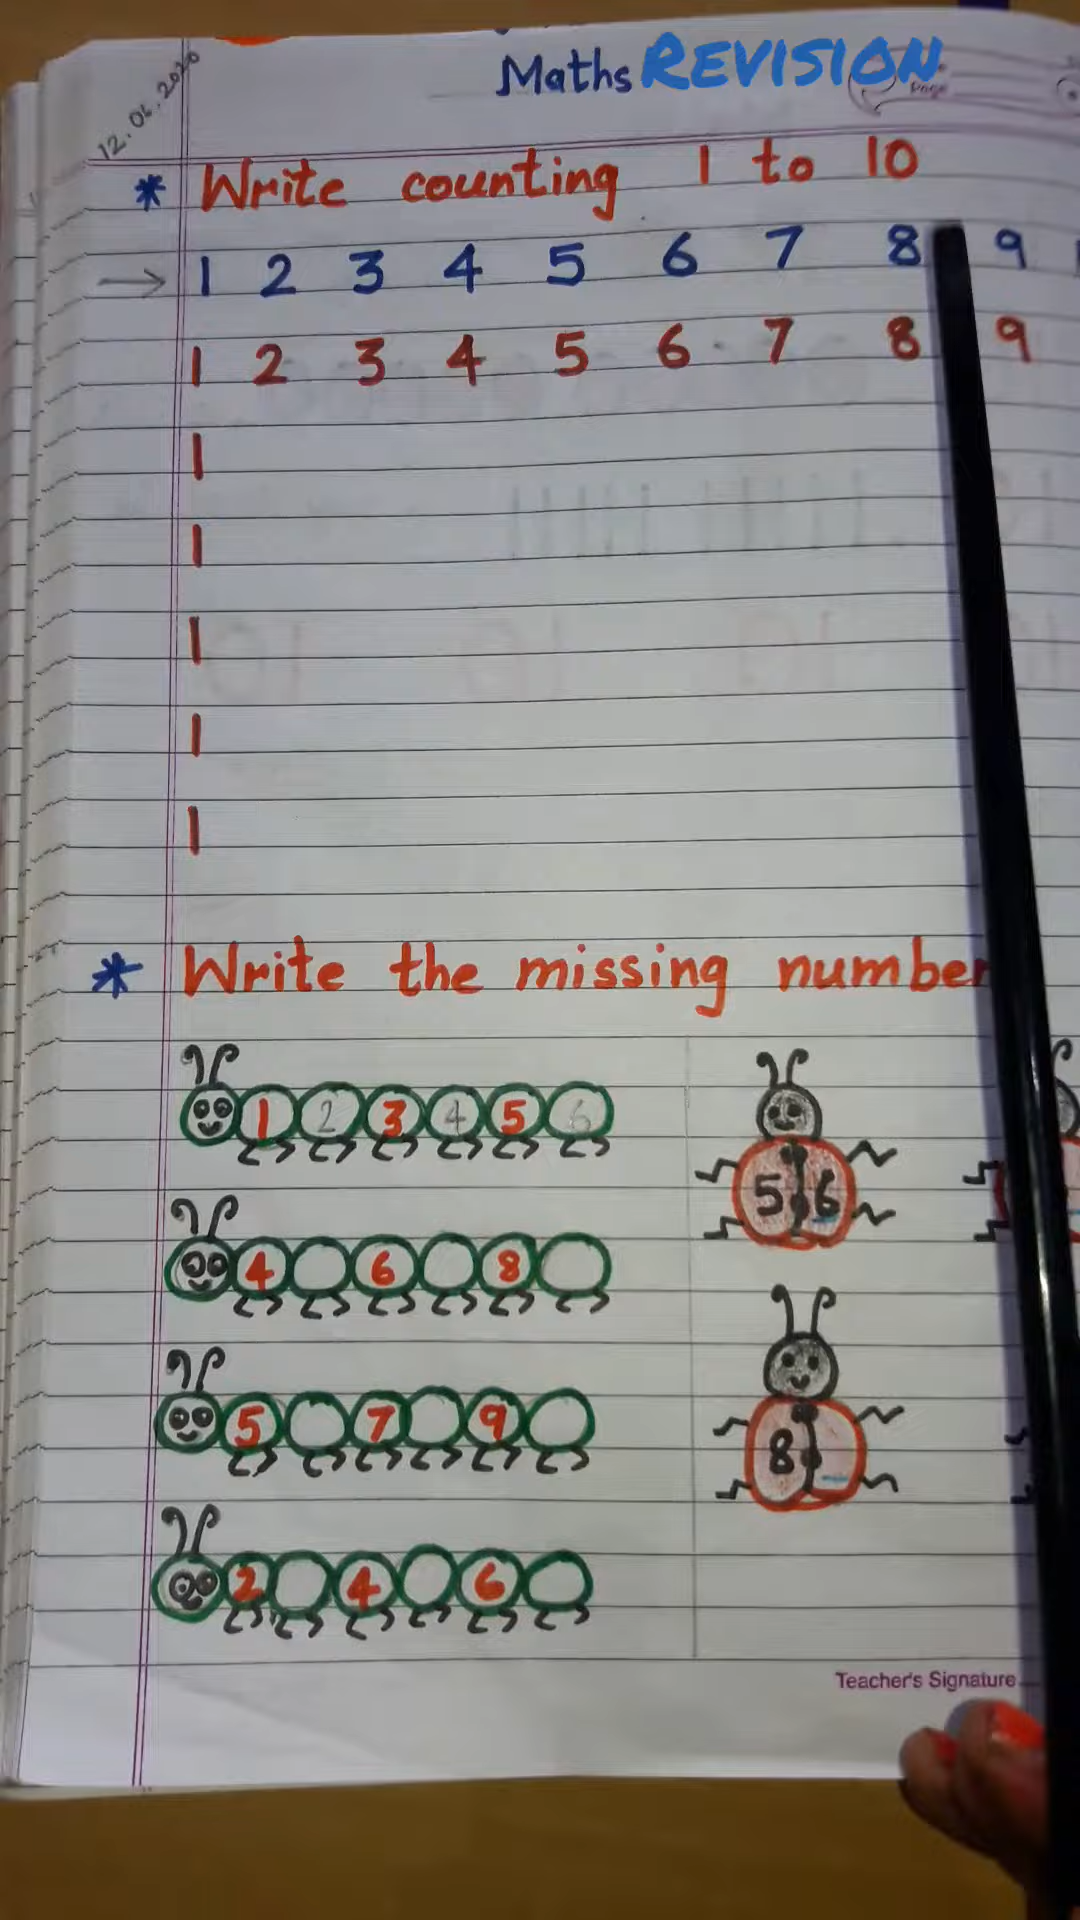 12.06.2020
Maths REVISION
Page
* Write counting 1 to 10
→ 1 2 3 4 5 6 7 8 9
1 2 3 4 5 6 7 8 9
1
1
1
1
1
* Write the missing number
1 2 3 4 5 6
5 6
4 6 8
5 7 9
8 _
2 4 6
Teacher's Signature